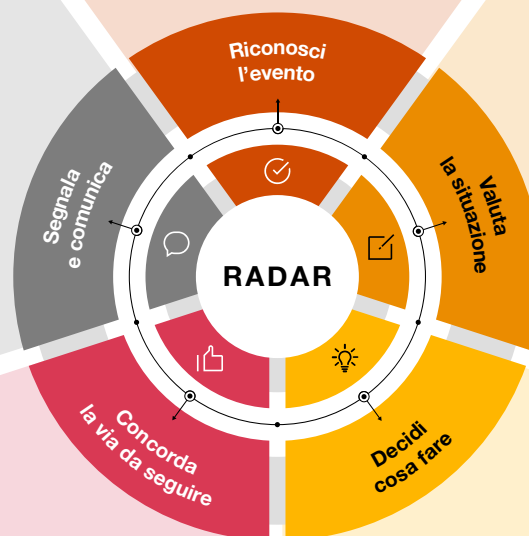 Riconosci
l'evento
Valuta
la situazione
Decidi
cosa fare
Concorda
la via da seguire
Segnala
e comunica
RADAR